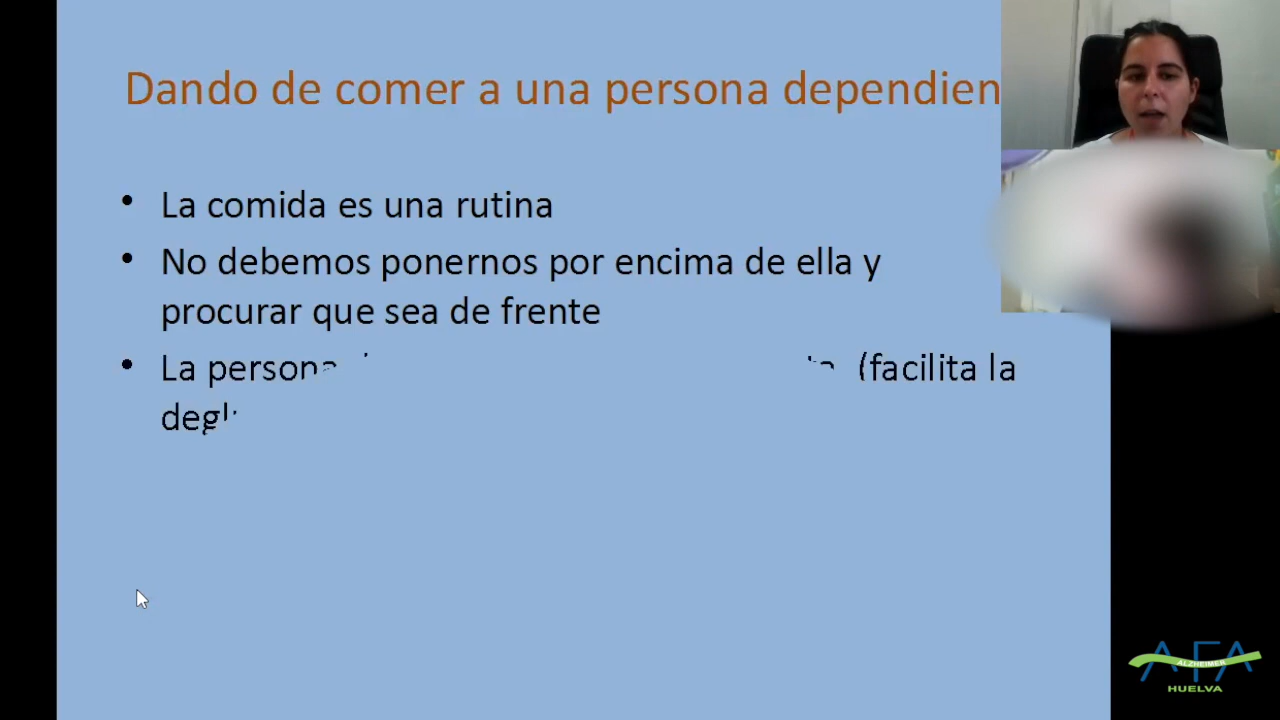 Dando de comer a una persona dependien
• La comida es una rutina
• No debemos ponernos por encima de ella y
procurar que sea de frente
• La persona (facilita la
AFA
ALZHEIMER
HUELVA